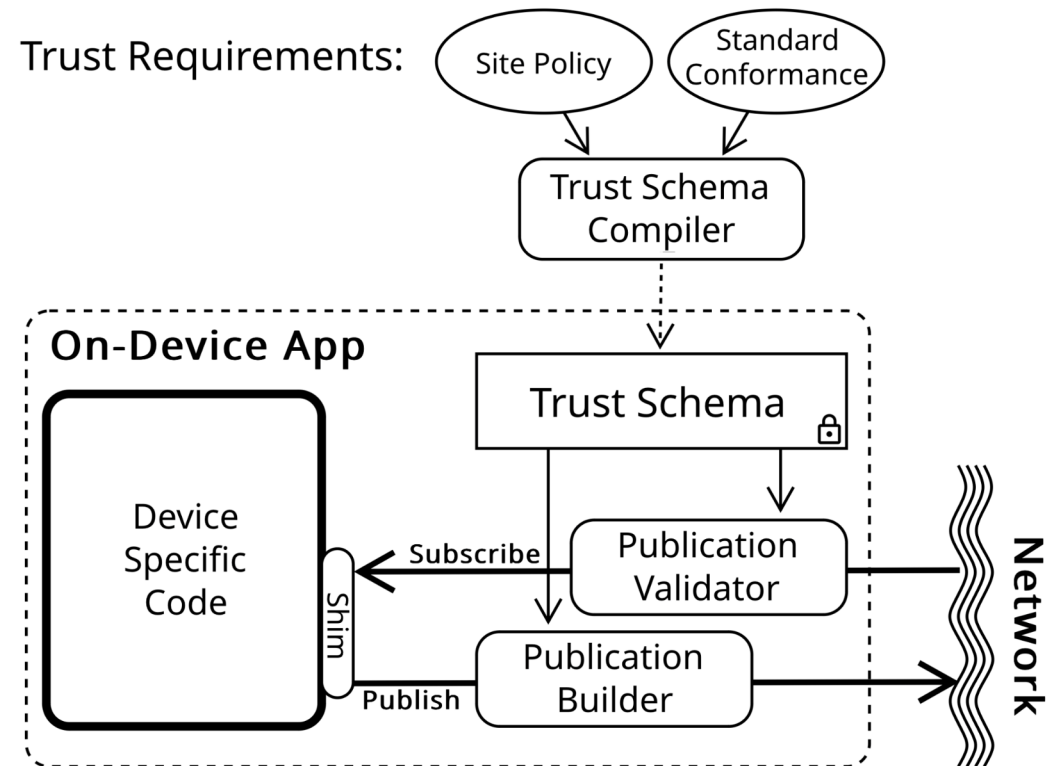 Trust Requirements:
Site Policy
Standard
Conformance
Trust Schema
Compiler
On-Device App
Trust Schema
Device
Specific
Code
Shim
Subscribe
Publication
Validator
Publish
Publication
Builder
Network